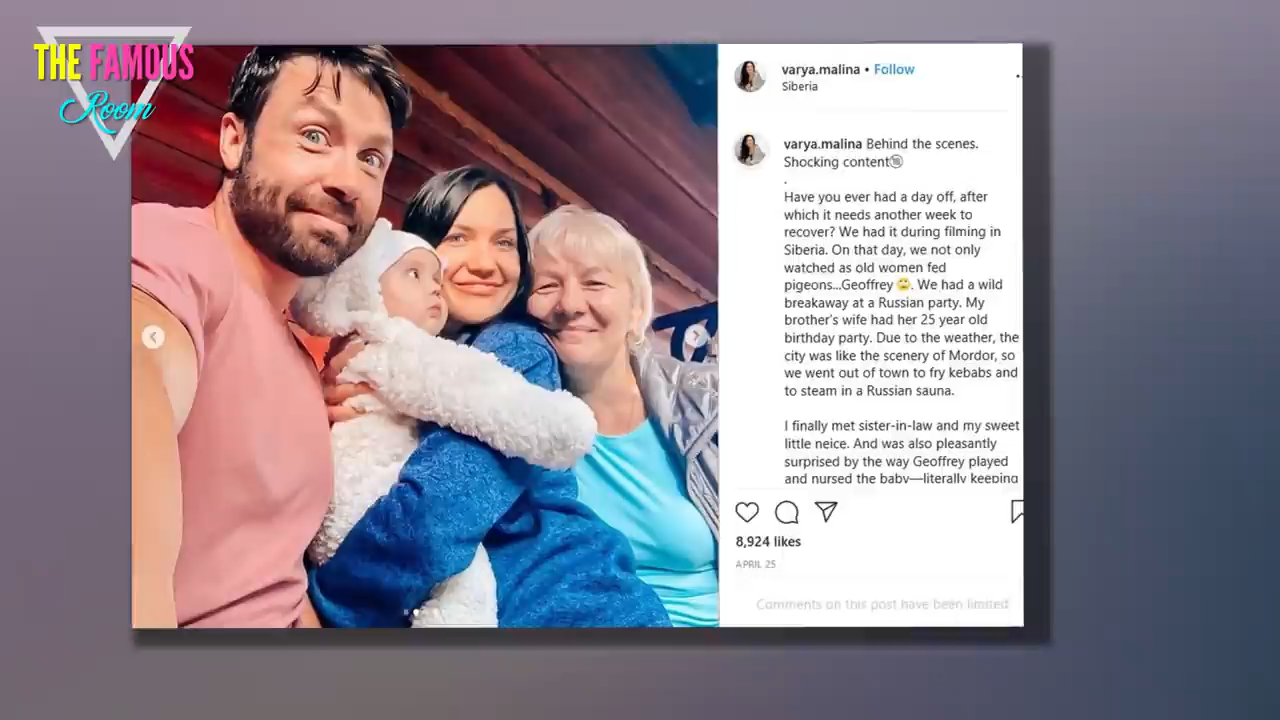 THE FAMOUS
Room
varya.malina • Follow
Siberia
varya.malina Behind the scenes.
Shocking content🔞
.
Have you ever had a day off, after
which it needs another week to
recover? We had it during filming in
Siberia. On that day, we not only
watched as old women fed
pigeons...Geoffrey 🙄. We had a wild
breakaway at a Russian party. My
brother's wife had her 25 year old
birthday party. Due to the weather, the
city was like the scenery of Mordor, so
we went out of town to fry kebabs and
to steam in a Russian sauna.
I finally met sister-in-law and my sweet
little neice. And was also pleasantly
surprised by the way Geoffrey played
and nursed the baby—literally keeping
8,924 likes
APRIL 25
Comments on this post have been limited